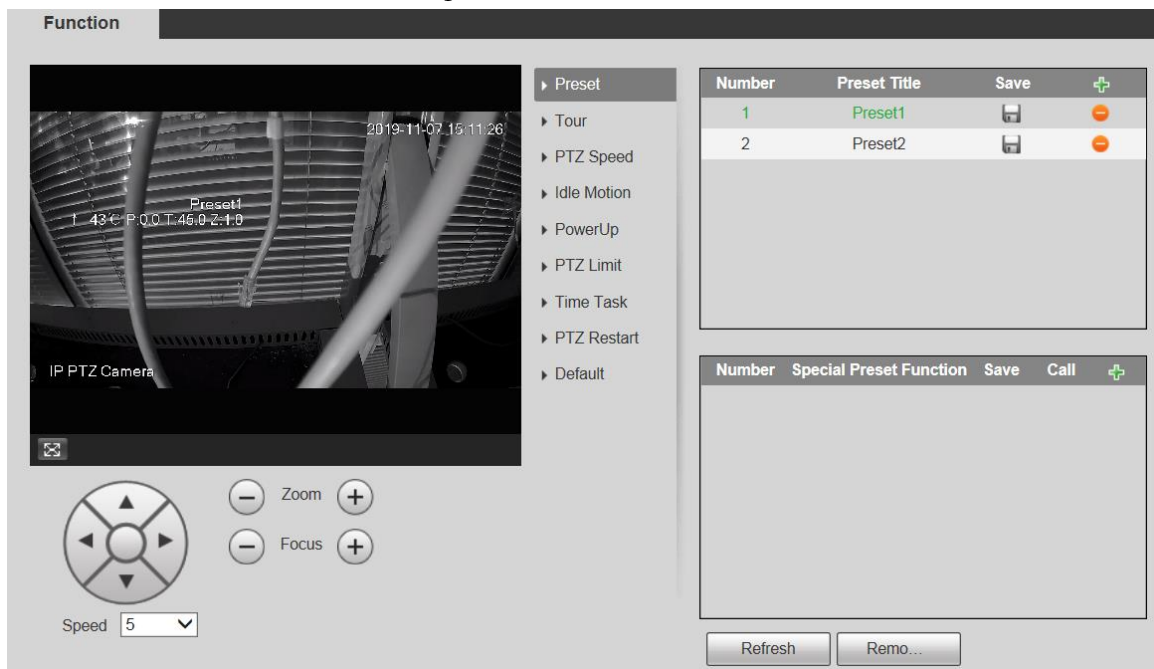 Function
2019-11-07 15:11:26
Preset1
↑ 43 C P:0.0 T:45.0 Z:1.0
IP PTZ Camera
Zoom
Focus
Speed 5
Preset
Tour
PTZ Speed
Idle Motion
PowerUp
PTZ Limit
Time Task
PTZ Restart
Default
Number Preset Title Save
1 Preset1
2 Preset2
Number Special Preset Function Save Call
Refresh Remo...